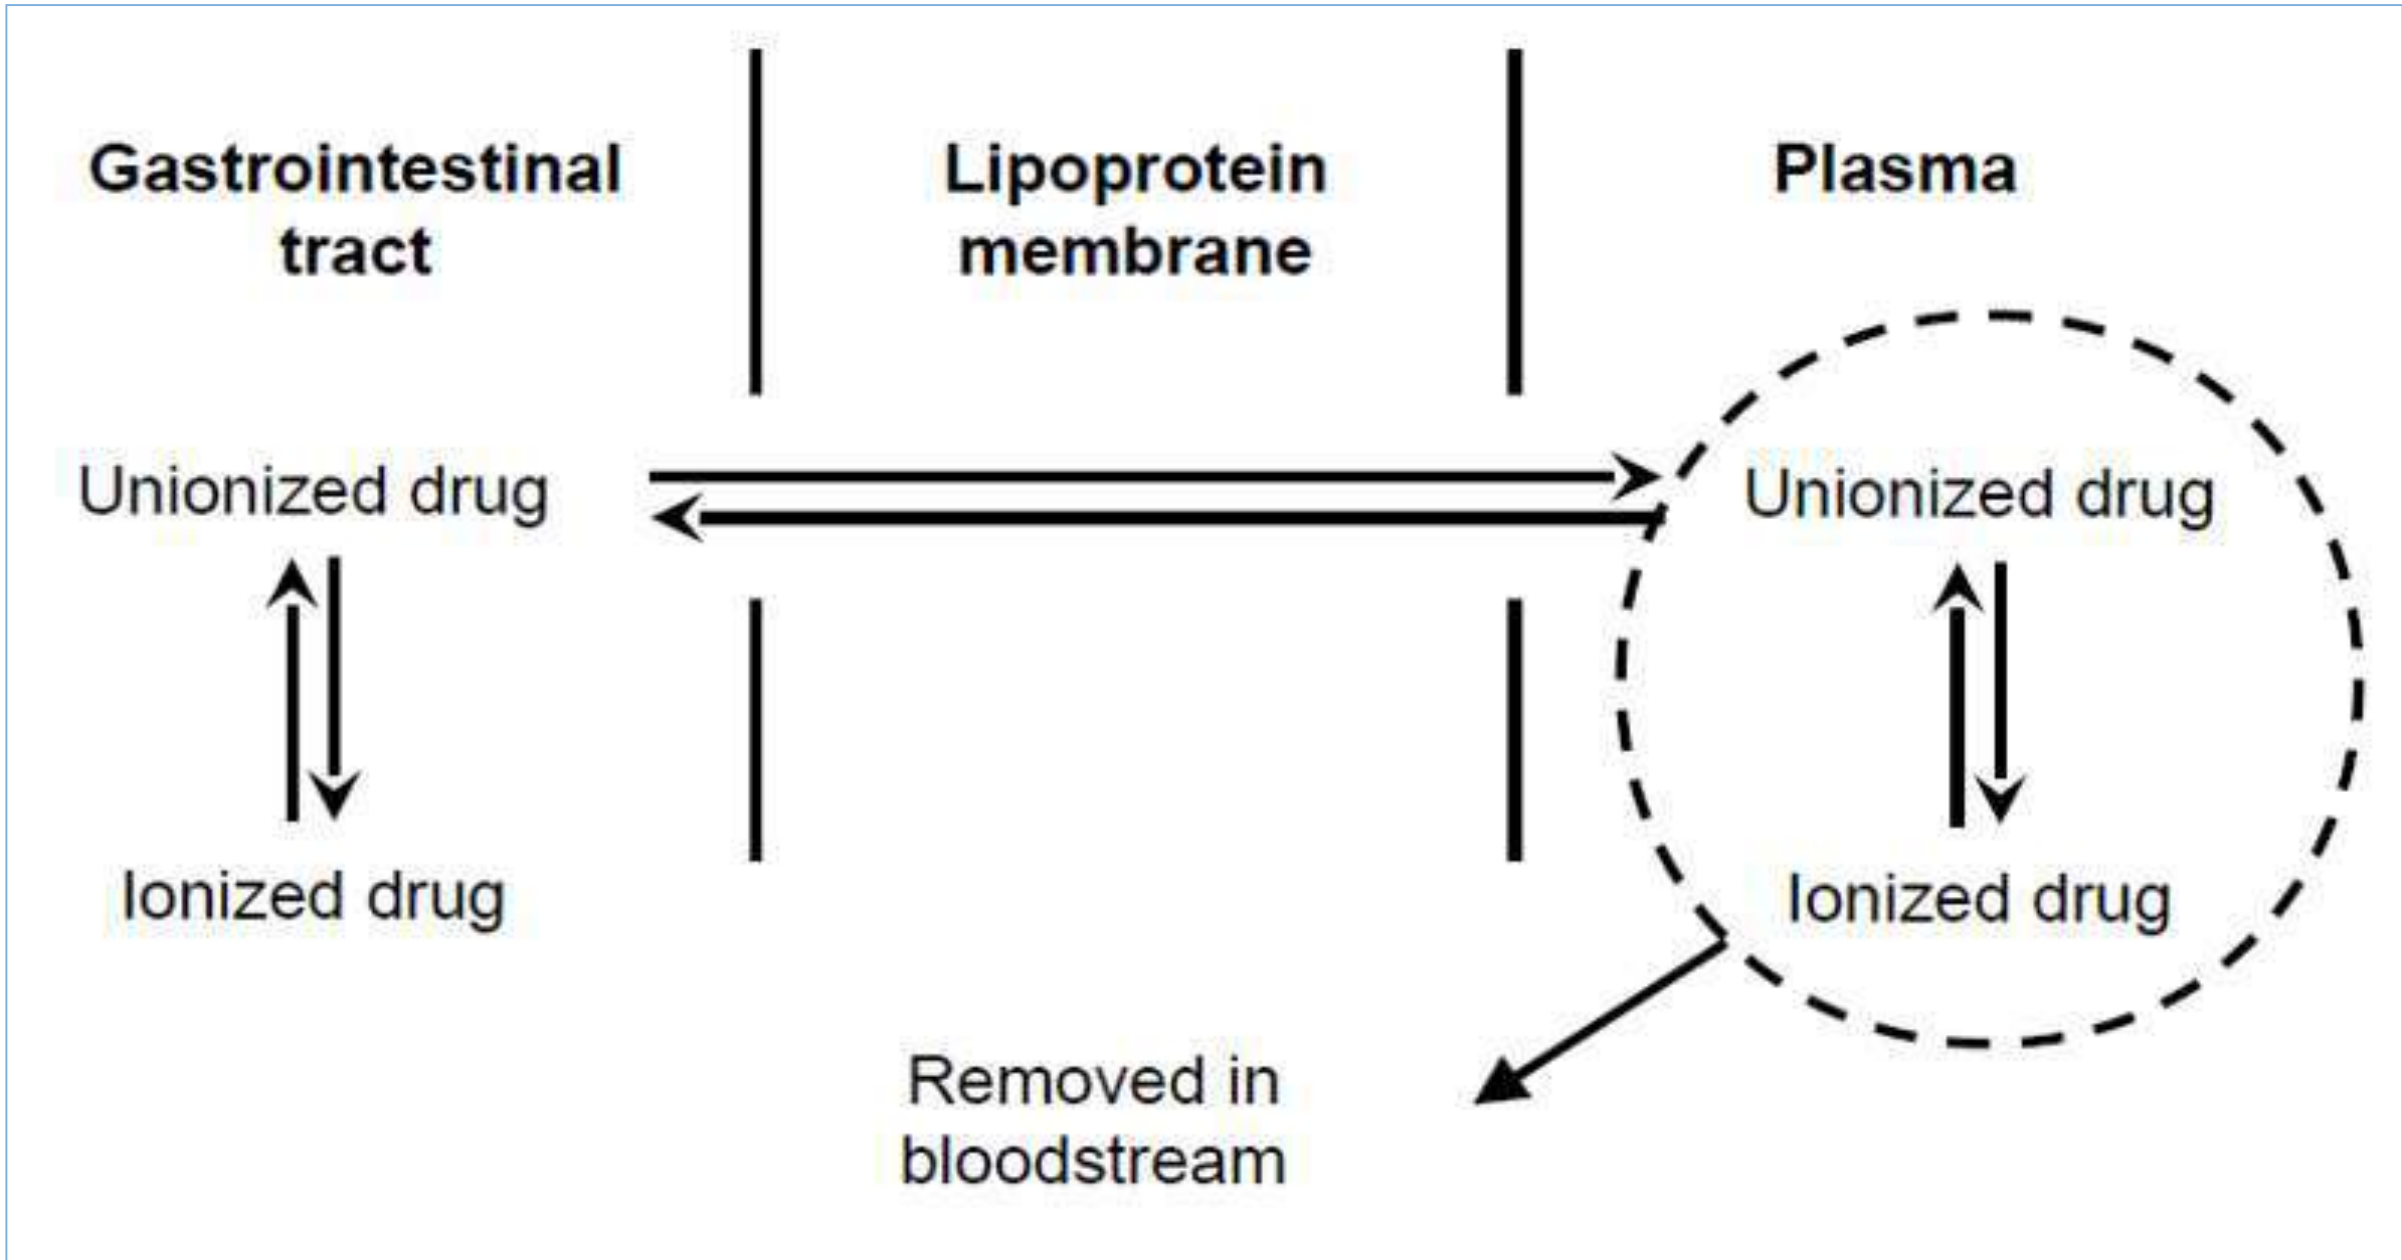 Gastrointestinal
tract
Lipoprotein
membrane
Plasma
Unionized drug
Unionized drug
Ionized drug
Ionized drug
Removed in
bloodstream